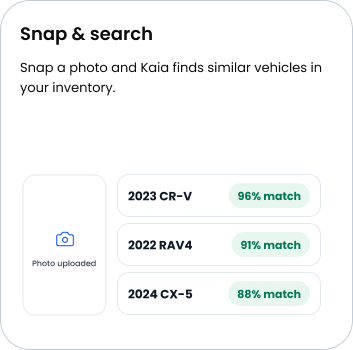 Snap & search
Snap a photo and Kaia finds similar vehicles in
your inventory.
Photo uploaded
2023 CR-V
96% match
2022 RAV4
91% match
2024 CX-5
88% match